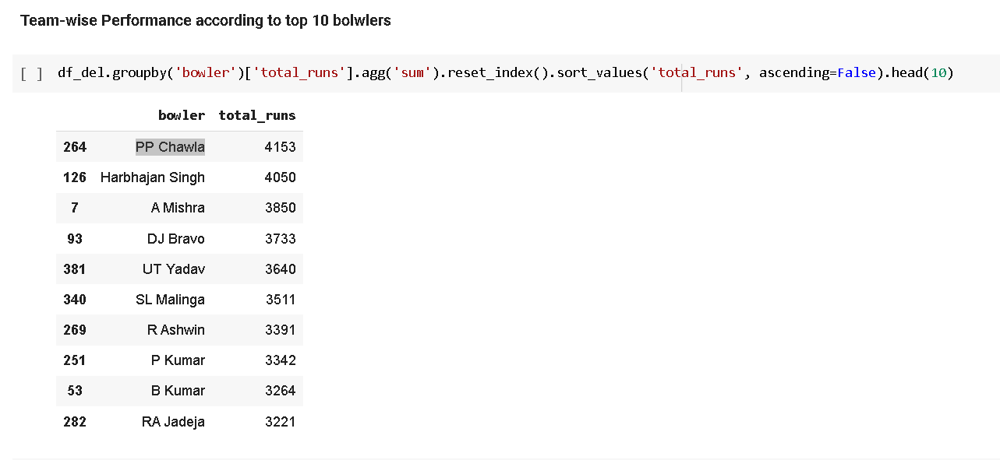 Team-wise Performance according to top 10 bolwlers
[ ] df_del.groupby('bowler')['total_runs'].agg('sum').reset_index().sort_values('total_runs', ascending=False).head(10)
bowler total_runs
264 PP Chawla 4153
126 Harbhajan Singh 4050
7 A Mishra 3850
93 DJ Bravo 3733
381 UT Yadav 3640
340 SL Malinga 3511
269 R Ashwin 3391
251 P Kumar 3342
53 B Kumar 3264
282 RA Jadeja 3221